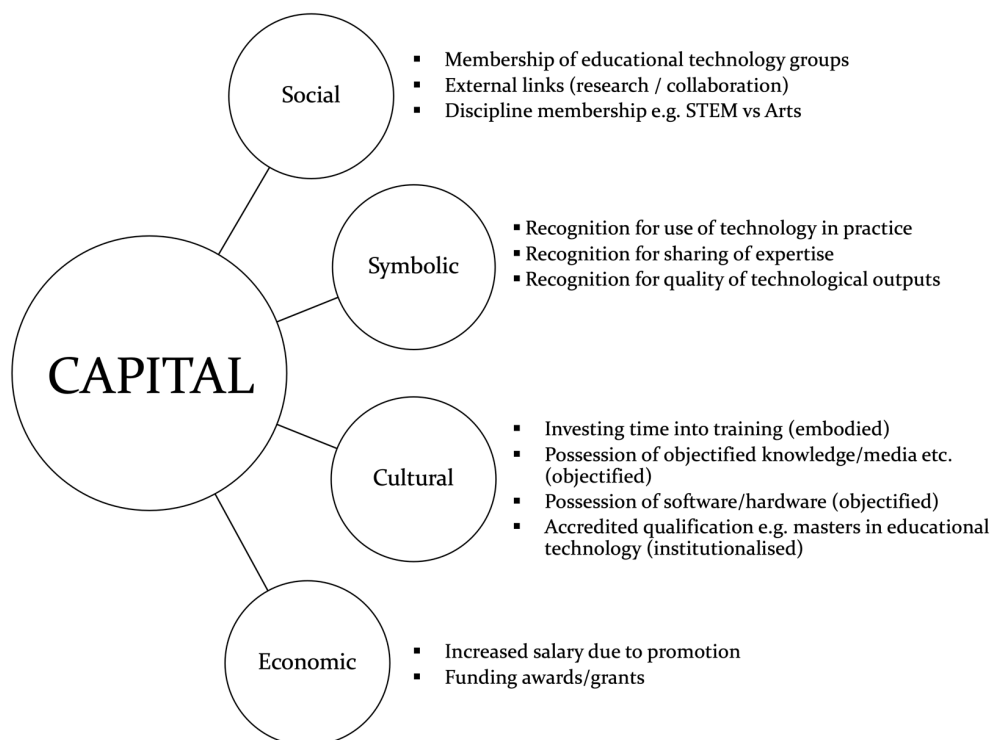 Social
▪ Membership of educational technology groups
▪ External links (research / collaboration)
▪ Discipline membership e.g. STEM vs Arts
Symbolic
▪ Recognition for use of technology in practice
▪ Recognition for sharing of expertise
▪ Recognition for quality of technological outputs
CAPITAL
Cultural
▪ Investing time into training (embodied)
▪ Possession of objectified knowledge/media etc.
(objectified)
▪ Possession of software/hardware (objectified)
▪ Accredited qualification e.g. masters in educational
technology (institutionalised)
Economic
▪ Increased salary due to promotion
▪ Funding awards/grants